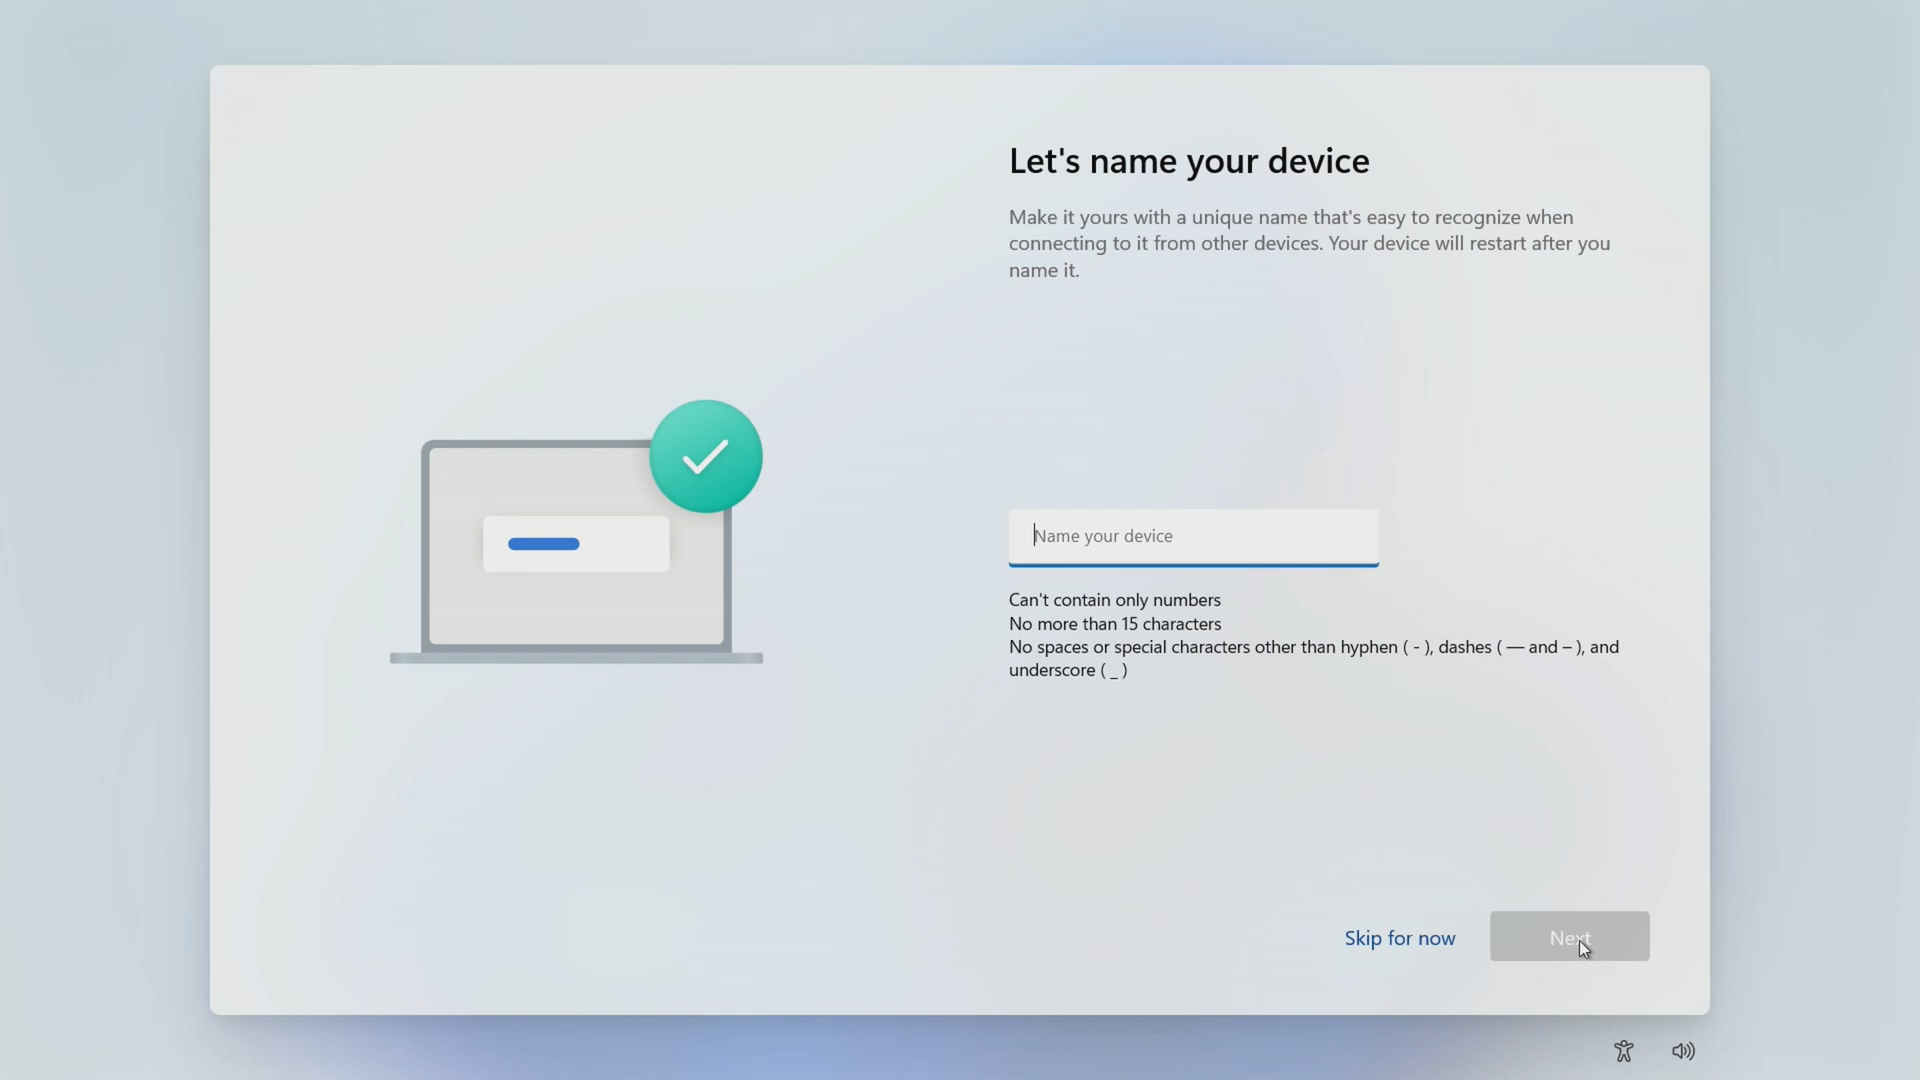 Let's name your device
Make it yours with a unique name that's easy to recognize when
connecting to it from other devices. Your device will restart after you
name it.
Name your device
Can't contain only numbers
No more than 15 characters
No spaces or special characters other than hyphen ( - ), dashes ( — and – ), and
underscore ( _ )
Skip for now
Next